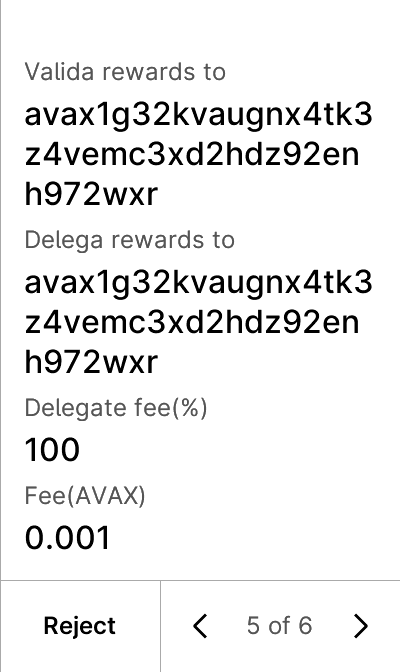 Valida rewards to
avax1g32kvaugnx4tk3
z4vemc3xd2hdz92en
h972wxr
Delega rewards to
avax1g32kvaugnx4tk3
z4vemc3xd2hdz92en
h972wxr
Delegate fee(%)
100
Fee(AVAX)
0.001
Reject
5 of 6